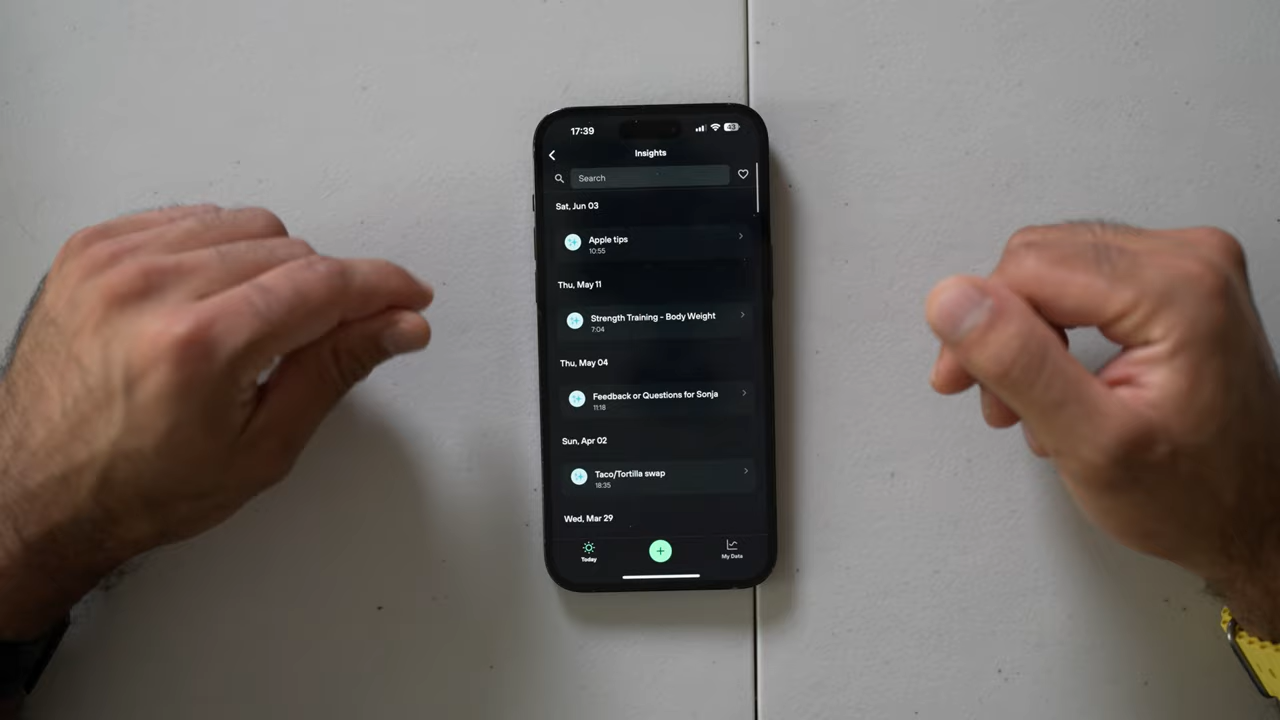 17:39
43
Insights
Search
Sat, Jun 03
Apple tips
10:55
Thu, May 11
Strength Training - Body Weight
7:04
Thu, May 04
Feedback or Questions for Sonja
11:18
Sun, Apr 02
Taco/Tortilla swap
18:35
Wed, Mar 29
Today
My Data